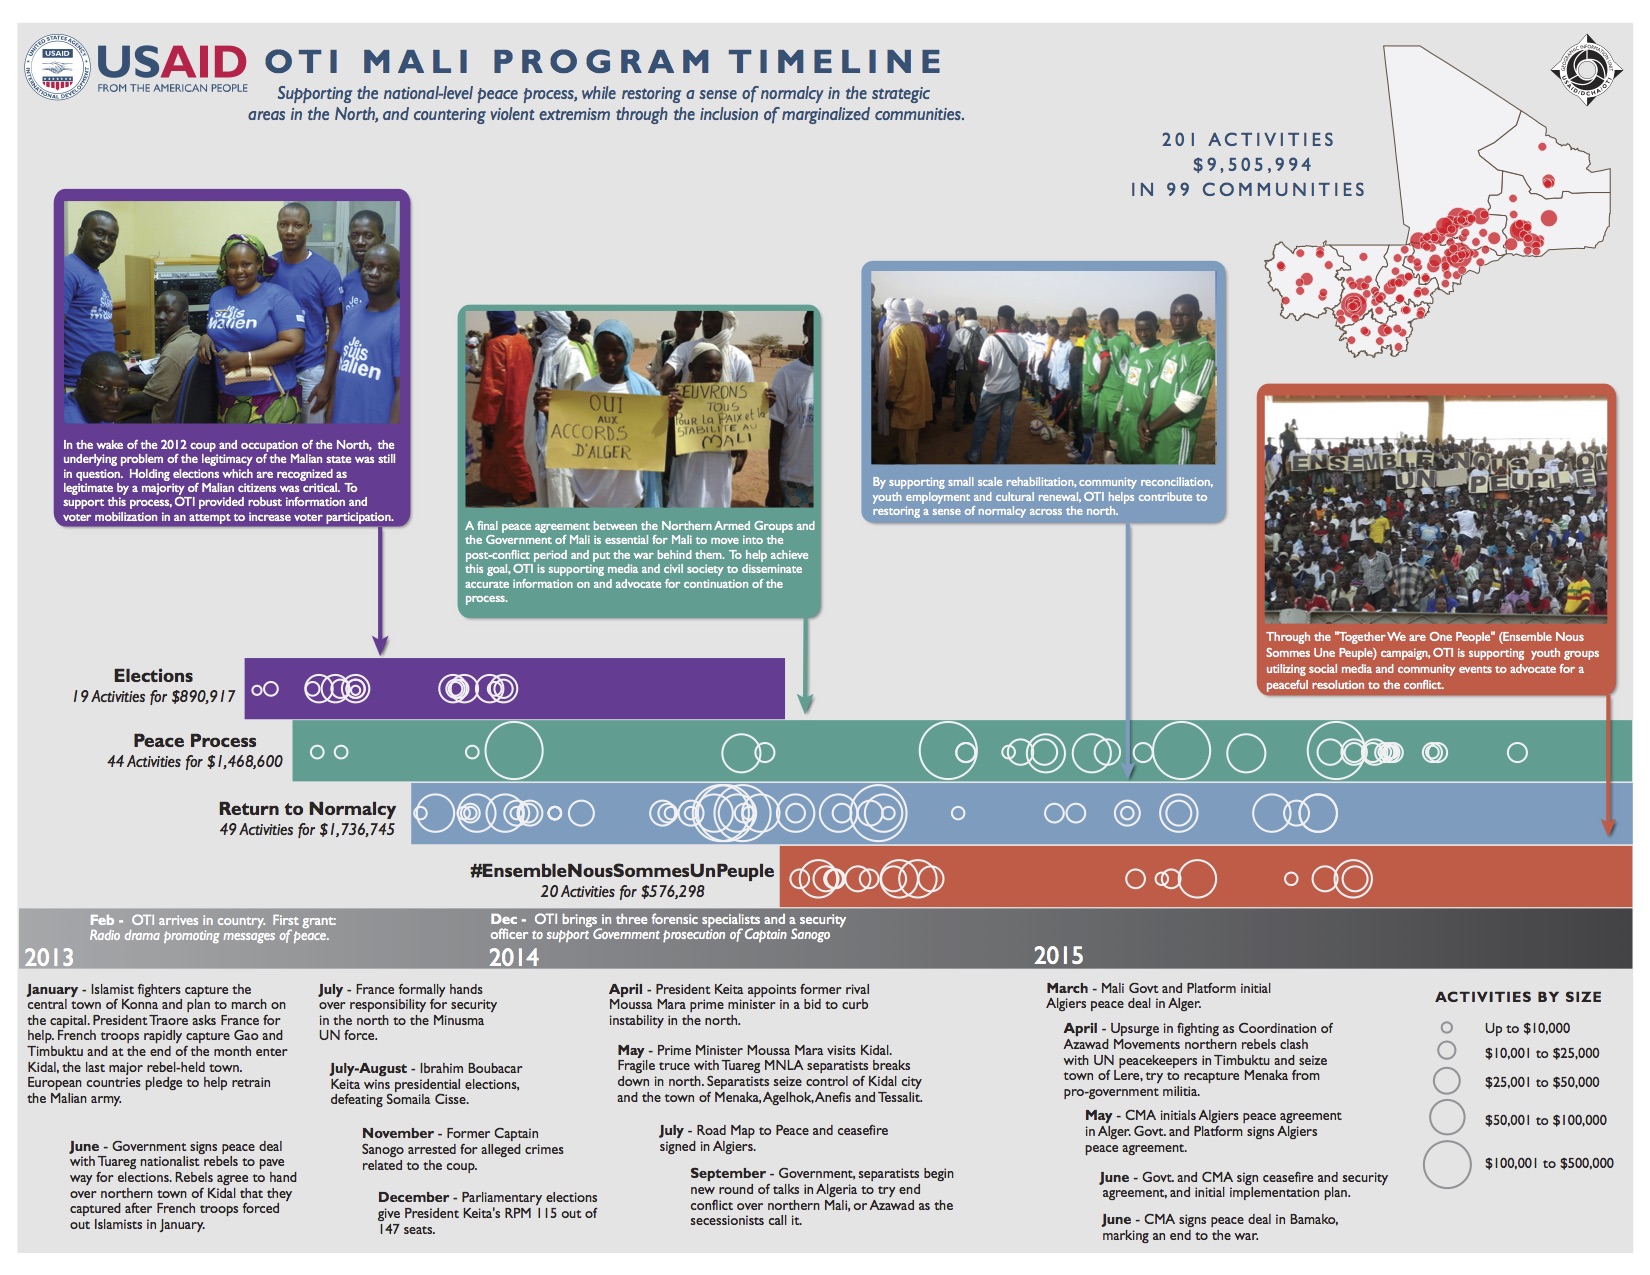 UNITED STATES AGENCY
USAID
INTERNATIONAL DEVELOPMENT
USAID
FROM THE AMERICAN PEOPLE
OTI MALI PROGRAM TIMELINE
Supporting the national-level peace process, while restoring a sense of normalcy in the strategic
areas in the North, and countering violent extremism through the inclusion of marginalized communities.
201 ACTIVITIES
$9,505,994
IN 99 COMMUNITIES
Je
suis
Malien
Je
suis
Malien
In the wake of the 2012 coup and occupation of the North, the
underlying problem of the legitimacy of the Malian state was still
in question. Holding elections which are recognized as
legitimate by a majority of Malian citizens was critical. To
support this process, OTI provided robust information and
voter mobilization in an attempt to increase voter participation.
OUI
AUX
ACCORDS
D'ALGER
OEUVRONS
TOUS
POUR LA PAIX et la
STABILITE AU
MALI
A final peace agreement between the Northern Armed Groups and
the Government of Mali is essential for Mali to move into the
post-conflict period and put the war behind them. To help achieve
this goal, OTI is supporting media and civil society to disseminate
accurate information on and advocate for continuation of the
process.
By supporting small scale rehabilitation, community reconciliation,
youth employment and cultural renewal, OTI helps contribute to
restoring a sense of normalcy across the north.
ENSEMBLE NOUS SOM
UN PEUPLE
Through the "Together We are One People" (Ensemble Nous
Sommes Une Peuple) campaign, OTI is supporting youth groups
utilizing social media and community events to advocate for a
peaceful resolution to the conflict.
Elections
19 Activities for $890,917
Peace Process
44 Activities for $1,468,600
Return to Normalcy
49 Activities for $1,736,745
#EnsembleNousSommesUnPeuple
20 Activities for $576,298
Feb - OTI arrives in country. First grant:
Radio drama promoting messages of peace.
2013
Dec - OTI brings in three forensic specialists and a security
officer to support Government prosecution of Captain Sanogo
2014
2015
January - Islamist fighters capture the
central town of Konna and plan to march on
the capital. President Traore asks France for
help. French troops rapidly capture Gao and
Timbuktu and at the end of the month enter
Kidal, the last major rebel-held town.
European countries pledge to help retrain
the Malian army.
June - Government signs peace deal
with Tuareg nationalist rebels to pave
way for elections. Rebels agree to hand
over northern town of Kidal that they
captured after French troops forced
out Islamists in January.
July - France formally hands
over responsibility for security
in the north to the Minusma
UN force.
July-August - Ibrahim Boubacar
Keita wins presidential elections,
defeating Somaila Cisse.
November - Former Captain
Sanogo arrested for alleged crimes
related to the coup.
December - Parliamentary elections
give President Keita's RPM 115 out of
147 seats.
April - President Keita appoints former rival
Moussa Mara prime minister in a bid to curb
instability in the north.
May - Prime Minister Moussa Mara visits Kidal.
Fragile truce with Tuareg MNLA separatists breaks
down in north. Separatists seize control of Kidal city
and the town of Menaka, Agelhok, Anefis and Tessalit.
July - Road Map to Peace and ceasefire
signed in Algiers.
September - Government, separatists begin
new round of talks in Algeria to try end
conflict over northern Mali, or Azawad as the
secessionists call it.
March - Mali Govt and Platform initial
Algiers peace deal in Alger.
April - Upsurge in fighting as Coordination of
Azawad Movements northern rebels clash
with UN peacekeepers in Timbuktu and seize
town of Lere, try to recapture Menaka from
pro-government militia.
May - CMA initials Algiers peace agreement
in Alger. Govt. and Platform signs Algiers
peace agreement.
June - Govt. and CMA sign ceasefire and security
agreement, and initial implementation plan.
June - CMA signs peace deal in Bamako,
marking an end to the war.
ACTIVITIES BY SIZE
Up to $10,000
$10,001 to $25,000
$25,001 to $50,000
$50,001 to $100,000
$100,001 to $500,000